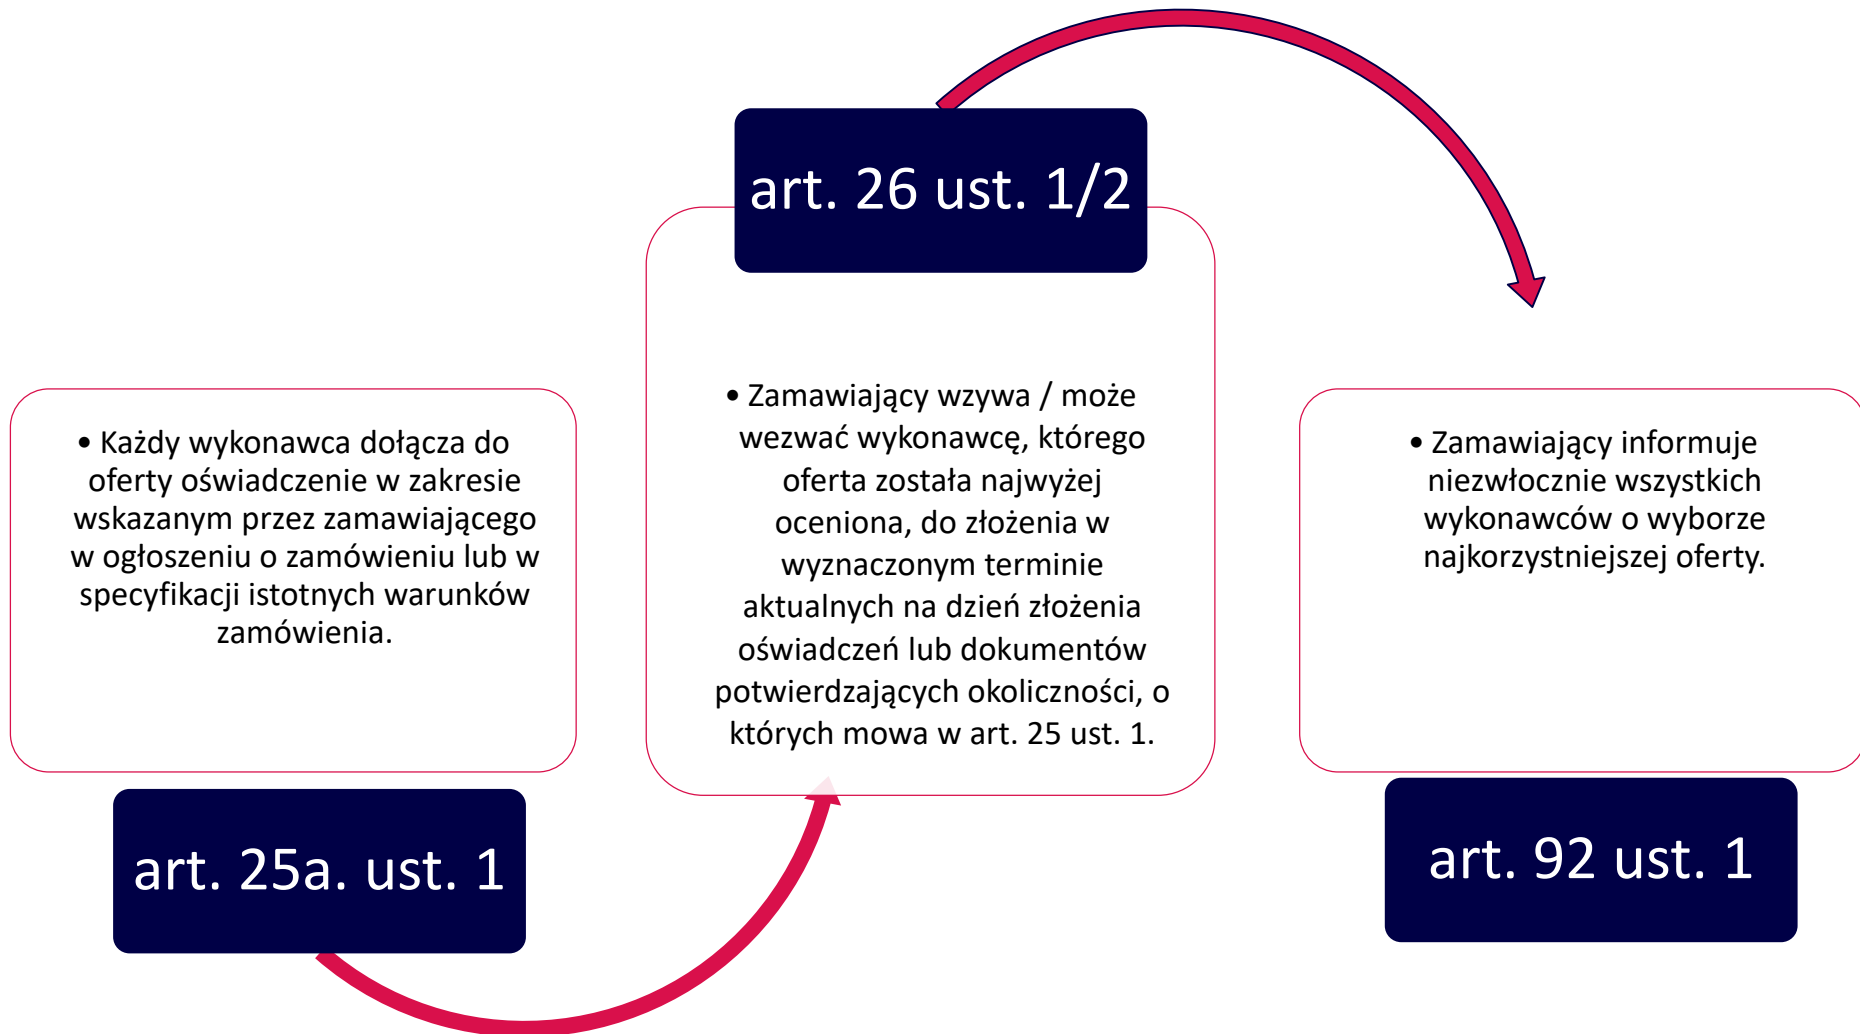 • Każdy wykonawca dołącza do
oferty oświadczenie w zakresie
wskazanym przez zamawiającego
w ogłoszeniu o zamówieniu lub w
specyfikacji istotnych warunków
zamówienia.
art. 25a. ust. 1
art. 26 ust. 1/2
• Zamawiający wzywa / może
wezwać wykonawcę, którego
oferta została najwyżej
oceniona, do złożenia w
wyznaczonym terminie
aktualnych na dzień złożenia
oświadczeń lub dokumentów
potwierdzających okoliczności, o
których mowa w art. 25 ust. 1.
• Zamawiający informuje
niezwłocznie wszystkich
wykonawców o wyborze
najkorzystniejszej oferty.
art. 92 ust. 1